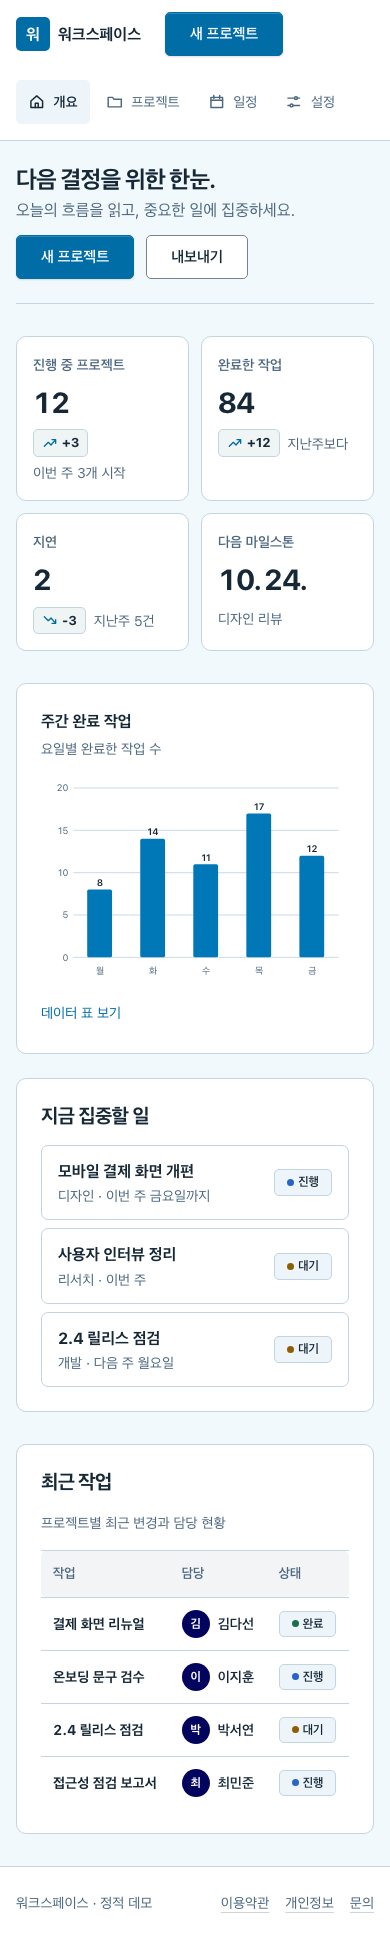 워 워크스페이스 새 프로젝트
개요 프로젝트 일정 설정
다음 결정을 위한 한눈.
오늘의 흐름을 읽고, 중요한 일에 집중하세요.
새 프로젝트 내보내기
진행 중 프로젝트
12
+3
이번 주 3개 시작
완료한 작업
84
+12 지난주보다
지연
2
-3 지난주 5건
다음 마일스톤
10.24.
디자인 리뷰
주간 완료 작업
요일별 완료한 작업 수
20
15
10
5
0
8
14
11
17
12
월 화 수 목 금
데이터 표 보기
지금 집중할 일
모바일 결제 화면 개편
디자인 · 이번 주 금요일까지
진행
사용자 인터뷰 정리
리서치 · 이번 주
대기
2.4 릴리스 점검
개발 · 다음 주 월요일
대기
최근 작업
프로젝트별 최근 변경과 담당 현황
작업 담당 상태
결제 화면 리뉴얼 김 김다선 완료
온보딩 문구 검수 이 이지훈 진행
2.4 릴리스 점검 박 박서연 대기
접근성 점검 보고서 최 최민준 진행
워크스페이스 · 정적 데모 이용약관 개인정보 문의